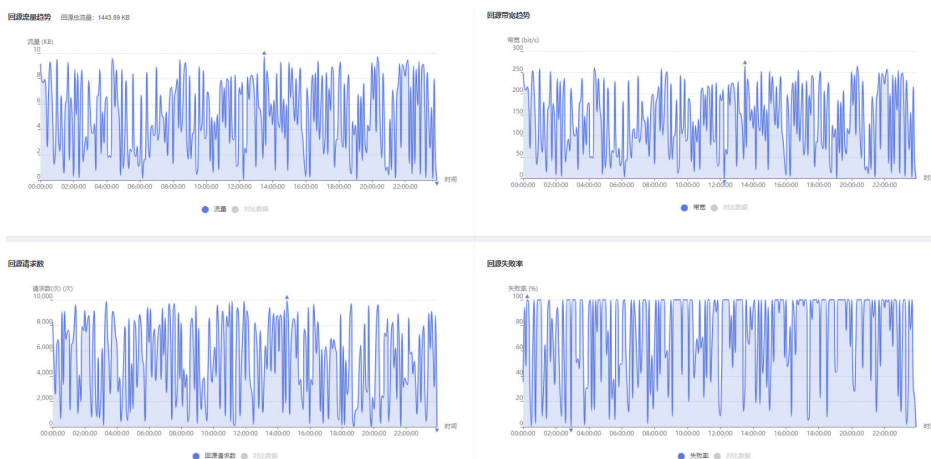 回源流量趋势 回源总流量: 1443.89 KB
流量 (KB)
10
8
6
4
2
0
00:00:00 02:00:00 04:00:00 06:00:00 08:00:00 10:00:00 12:00:00 14:00:00 16:00:00 18:00:00 20:00:00 22:00:00 时间
流量 对比数据
回源带宽趋势
带宽 (bit/s)
300
250
200
150
100
50
0
00:00:00 02:00:00 04:00:00 06:00:00 08:00:00 10:00:00 12:00:00 14:00:00 16:00:00 18:00:00 20:00:00 22:00:00 时间
带宽 对比数据
回源请求数
请求数(次) (次)
10,000
8,000
6,000
4,000
2,000
0
00:00:00 02:00:00 04:00:00 06:00:00 08:00:00 10:00:00 12:00:00 14:00:00 16:00:00 18:00:00 20:00:00 22:00:00 时间
回源请求数 对比数据
回源失败率
失败率 (%)
100
80
60
40
20
0
00:00:00 02:00:00 04:00:00 06:00:00 08:00:00 10:00:00 12:00:00 14:00:00 16:00:00 18:00:00 20:00:00 22:00:00 时间
失败率 对比数据